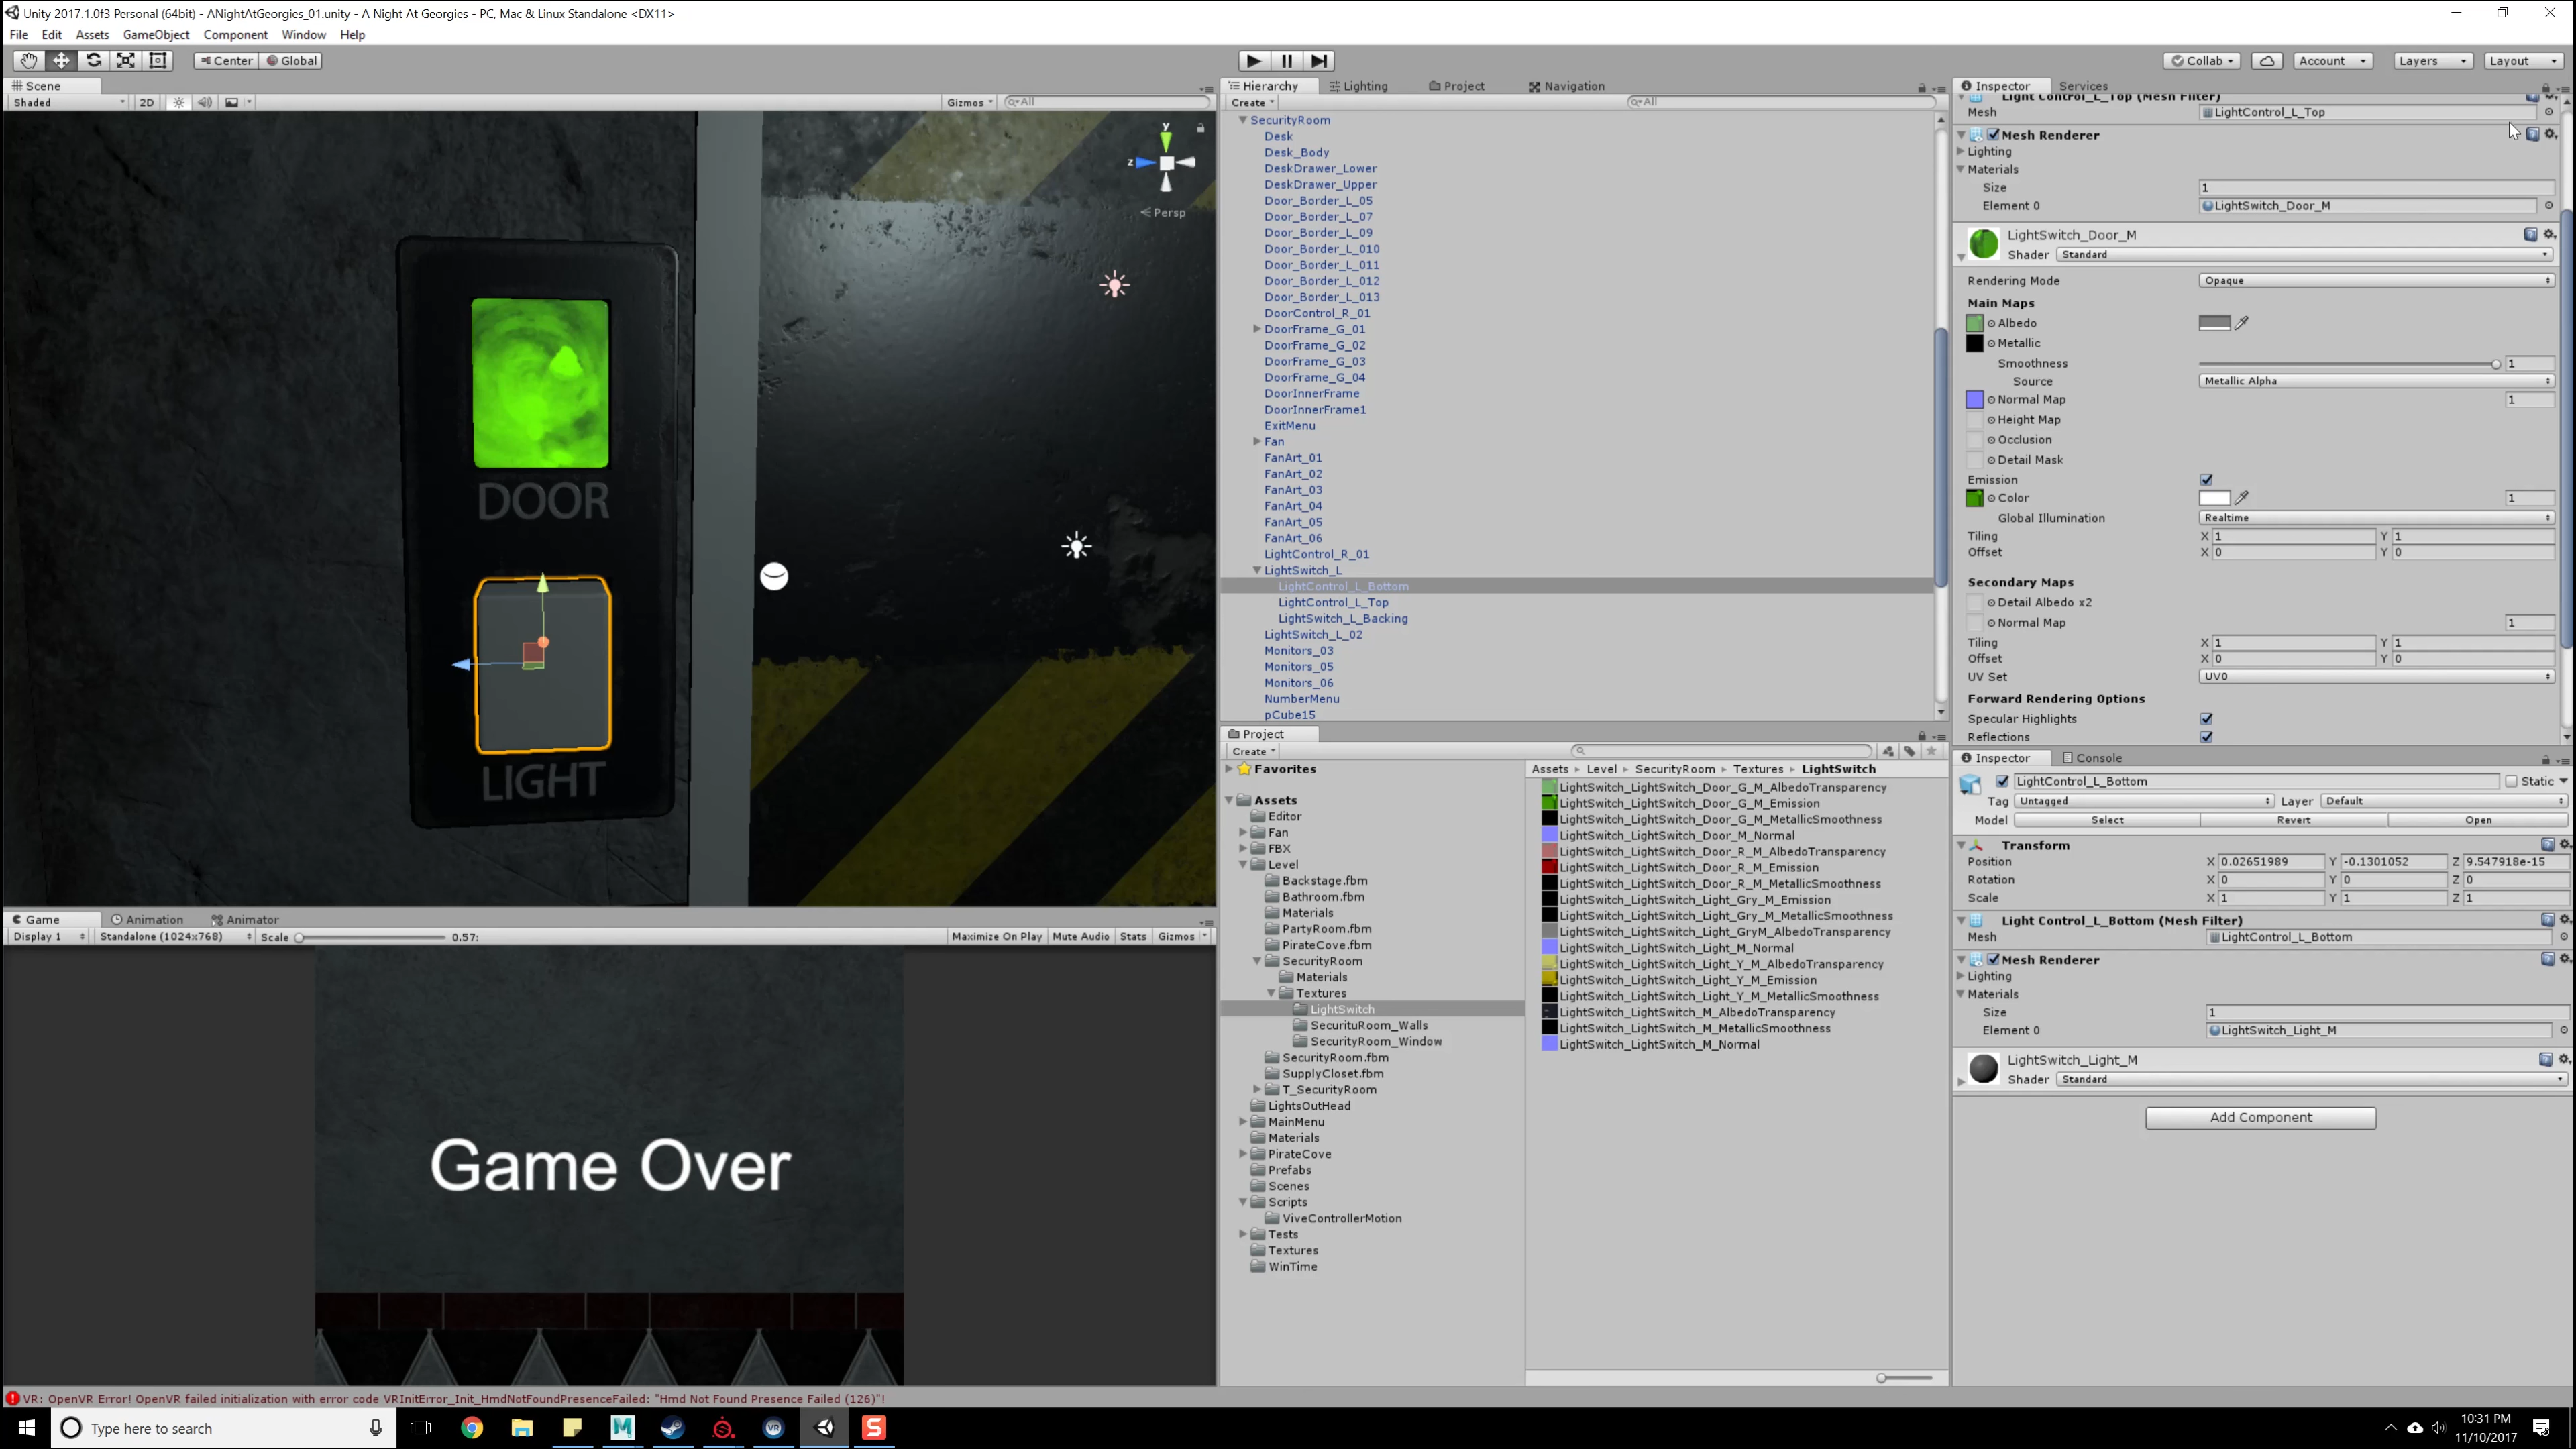 Unity 2017.1.0f3 Personal (64bit) - ANightAtGeorgies_01.unity - A Night At Georgies - PC, Mac & Linux Standalone <DX11>
File Edit Assets GameObject Component Window Help
Center Global
Collab Account Layers Layout
Scene
Shaded 2D Gizmos All
y
z
Persp
DOOR
LIGHT
Game Animation Animator
Display 1 Standalone (1024x768) Scale 0.57: Maximize On Play Mute Audio Stats Gizmos
Game Over
Hierarchy Lighting Project Navigation
Create All
SecurityRoom
Desk
Desk_Body
DeskDrawer_Lower
DeskDrawer_Upper
Door_Border_L_05
Door_Border_L_07
Door_Border_L_09
Door_Border_L_010
Door_Border_L_011
Door_Border_L_012
Door_Border_L_013
DoorControl_R_01
DoorFrame_G_01
DoorFrame_G_02
DoorFrame_G_03
DoorFrame_G_04
DoorInnerFrame
DoorInnerFrame1
ExitMenu
Fan
FanArt_01
FanArt_02
FanArt_03
FanArt_04
FanArt_05
FanArt_06
LightControl_R_01
LightSwitch_L
LightControl_L_Bottom
LightControl_L_Top
LightSwitch_L_Backing
LightSwitch_L_02
Monitors_03
Monitors_05
Monitors_06
NumberMenu
pCube15
Project
Create
Favorites
Assets
Editor
Fan
FBX
Level
Backstage.fbm
Bathroom.fbm
Materials
PartyRoom.fbm
PirateCove.fbm
SecurityRoom
Materials
Textures
LightSwitch
SecurituRoom_Walls
SecurityRoom_Window
SecurityRoom.fbm
SupplyCloset.fbm
T_SecurityRoom
LightsOutHead
MainMenu
Materials
PirateCove
Prefabs
Scenes
Scripts
ViveControllerMotion
Tests
Textures
WinTime
Assets Level SecurityRoom Textures LightSwitch
LightSwitch_LightSwitch_Door_G_M_AlbedoTransparency
LightSwitch_LightSwitch_Door_G_M_Emission
LightSwitch_LightSwitch_Door_G_M_MetallicSmoothness
LightSwitch_LightSwitch_Door_M_Normal
LightSwitch_LightSwitch_Door_R_M_AlbedoTransparency
LightSwitch_LightSwitch_Door_R_M_Emission
LightSwitch_LightSwitch_Door_R_M_MetallicSmoothness
LightSwitch_LightSwitch_Light_Gry_M_Emission
LightSwitch_LightSwitch_Light_Gry_M_MetallicSmoothness
LightSwitch_LightSwitch_Light_GryM_AlbedoTransparency
LightSwitch_LightSwitch_Light_M_Normal
LightSwitch_LightSwitch_Light_Y_M_AlbedoTransparency
LightSwitch_LightSwitch_Light_Y_M_Emission
LightSwitch_LightSwitch_Light_Y_M_MetallicSmoothness
LightSwitch_LightSwitch_M_AlbedoTransparency
LightSwitch_LightSwitch_M_MetallicSmoothness
LightSwitch_LightSwitch_M_Normal
Inspector Services
Light Control_L_Top (Mesh Filter)
Mesh LightControl_L_Top
Mesh Renderer
Lighting
Materials
Size 1
Element 0 LightSwitch_Door_M
LightSwitch_Door_M
Shader Standard
Rendering Mode Opaque
Main Maps
Albedo
Metallic
Smoothness 1
Source Metallic Alpha
Normal Map 1
Height Map
Occlusion
Detail Mask
Emission
Color 1
Global Illumination Realtime
Tiling X 1 Y 1
Offset X 0 Y 0
Secondary Maps
Detail Albedo x2
Normal Map 1
Tiling X 1 Y 1
Offset X 0 Y 0
UV Set UV0
Forward Rendering Options
Specular Highlights
Reflections
Inspector Console
LightControl_L_Bottom Static
Tag Untagged Layer Default
Model Select Revert Open
Transform
Position X 0.02651989 Y -0.1301052 Z 9.547918e-15
Rotation X 0 Y 0 Z 0
Scale X 1 Y 1 Z 1
Light Control_L_Bottom (Mesh Filter)
Mesh LightControl_L_Bottom
Mesh Renderer
Lighting
Materials
Size 1
Element 0 LightSwitch_Light_M
LightSwitch_Light_M
Shader Standard
Add Component
VR: OpenVR Error! OpenVR failed initialization with error code VRInitError_Init_HmdNotFoundPresenceFailed: "Hmd Not Found Presence Failed (126)"!
Type here to search
10:31 PM
11/10/2017